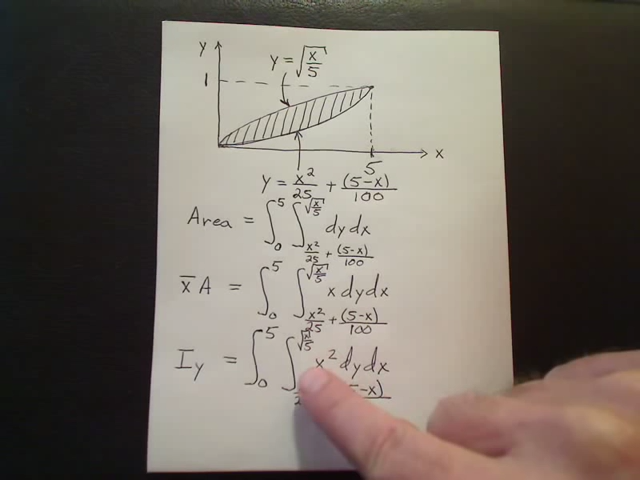 y
y = √(x/5)
1
x
5
y = x²/25 + (5-x)/100
Area = ∫₀⁵ ∫_{x²/25 + (5-x)/100}^{√(x/5)} dy dx
x̄ A = ∫₀⁵ ∫_{x²/25 + (5-x)/100}^{√(x/5)} x dy dx
I_y = ∫₀⁵ ∫^{√(x/5)} x² dy dx